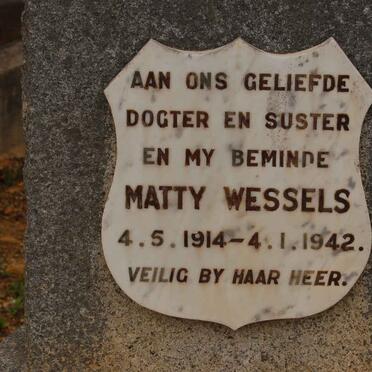 AAN ONS GELIEFDE
DOGTER EN SUSTER
EN MY BEMINDE
MATTY WESSELS
4.5.1914–4.1.1942.
VEILIG BY HAAR HEER.